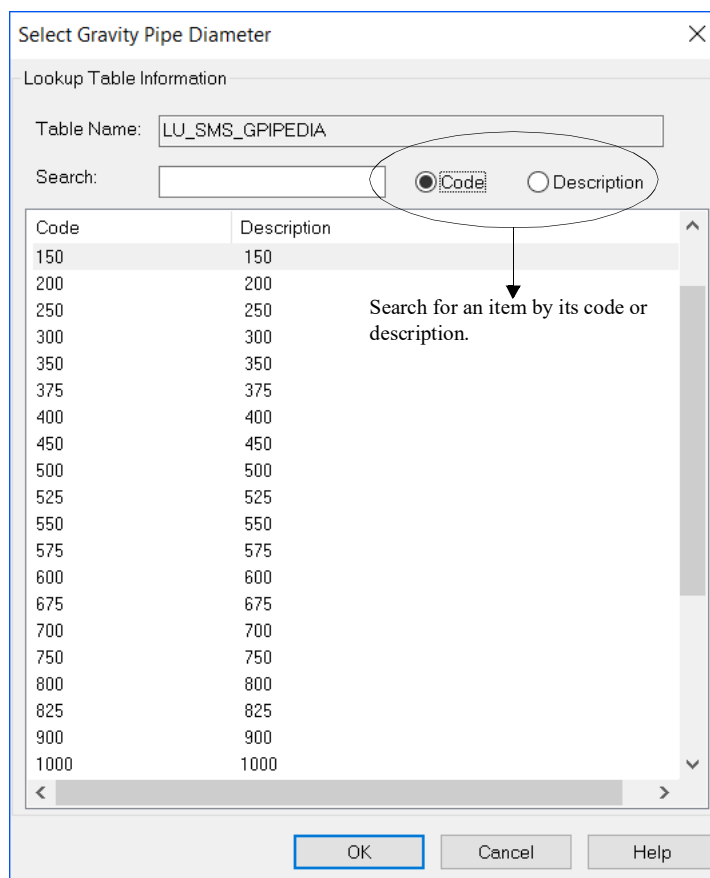 Select Gravity Pipe Diameter
Lookup Table Information
Table Name: LU_SMS_GPIPEDIA
Search: Code Description
Code Description
150 150
200 200
250 250
Search for an item by its code or
300 300
description.
350 350
375 375
400 400
450 450
500 500
525 525
550 550
575 575
600 600
675 675
700 700
750 750
800 800
825 825
900 900
1000 1000
OK Cancel Help